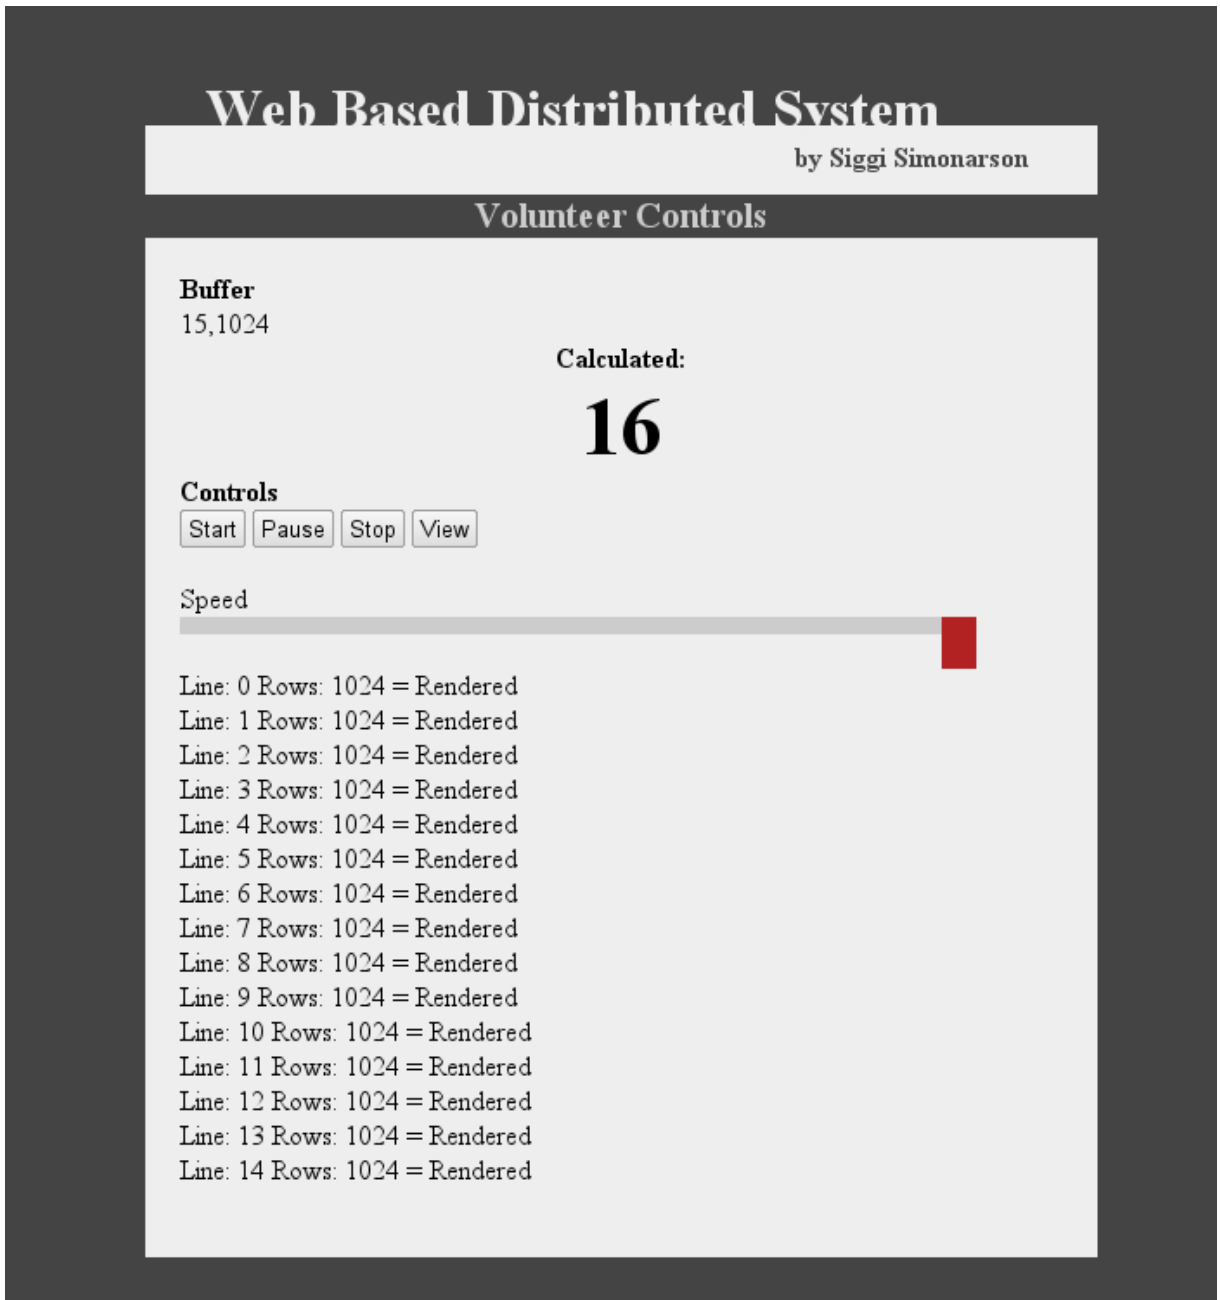 Web Based Distributed System
by Siggi Simonarson
Volunteer Controls
Buffer
15,1024
Calculated:
16
Controls
Start Pause Stop View
Speed
Line: 0 Rows: 1024 = Rendered
Line: 1 Rows: 1024 = Rendered
Line: 2 Rows: 1024 = Rendered
Line: 3 Rows: 1024 = Rendered
Line: 4 Rows: 1024 = Rendered
Line: 5 Rows: 1024 = Rendered
Line: 6 Rows: 1024 = Rendered
Line: 7 Rows: 1024 = Rendered
Line: 8 Rows: 1024 = Rendered
Line: 9 Rows: 1024 = Rendered
Line: 10 Rows: 1024 = Rendered
Line: 11 Rows: 1024 = Rendered
Line: 12 Rows: 1024 = Rendered
Line: 13 Rows: 1024 = Rendered
Line: 14 Rows: 1024 = Rendered